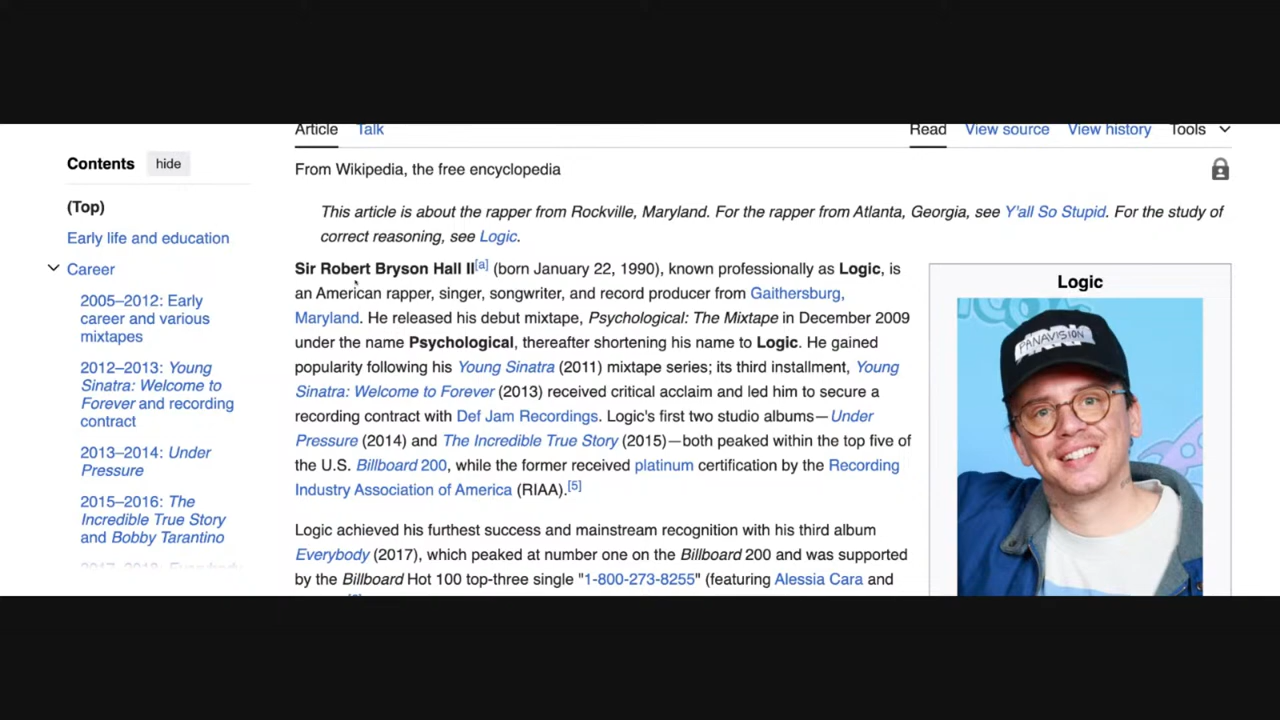 Article Talk Read View source View history Tools
Contents hide
From Wikipedia, the free encyclopedia
(Top)
Early life and education
Career
2005–2012: Early
career and various
mixtapes
2012–2013: Young
Sinatra: Welcome to
Forever and recording
contract
2013–2014: Under
Pressure
2015–2016: The
Incredible True Story
and Bobby Tarantino
2017–2018: Everybody
This article is about the rapper from Rockville, Maryland. For the rapper from Atlanta, Georgia, see Y'all So Stupid. For the study of
correct reasoning, see Logic.
Sir Robert Bryson Hall II[a] (born January 22, 1990), known professionally as Logic, is
an American rapper, singer, songwriter, and record producer from Gaithersburg,
Maryland. He released his debut mixtape, Psychological: The Mixtape in December 2009
under the name Psychological, thereafter shortening his name to Logic. He gained
popularity following his Young Sinatra (2011) mixtape series; its third installment, Young
Sinatra: Welcome to Forever (2013) received critical acclaim and led him to secure a
recording contract with Def Jam Recordings. Logic's first two studio albums—Under
Pressure (2014) and The Incredible True Story (2015)—both peaked within the top five of
the U.S. Billboard 200, while the former received platinum certification by the Recording
Industry Association of America (RIAA).[5]
Logic achieved his furthest success and mainstream recognition with his third album
Everybody (2017), which peaked at number one on the Billboard 200 and was supported
by the Billboard Hot 100 top-three single "1-800-273-8255" (featuring Alessia Cara and
Logic
PANAVISION